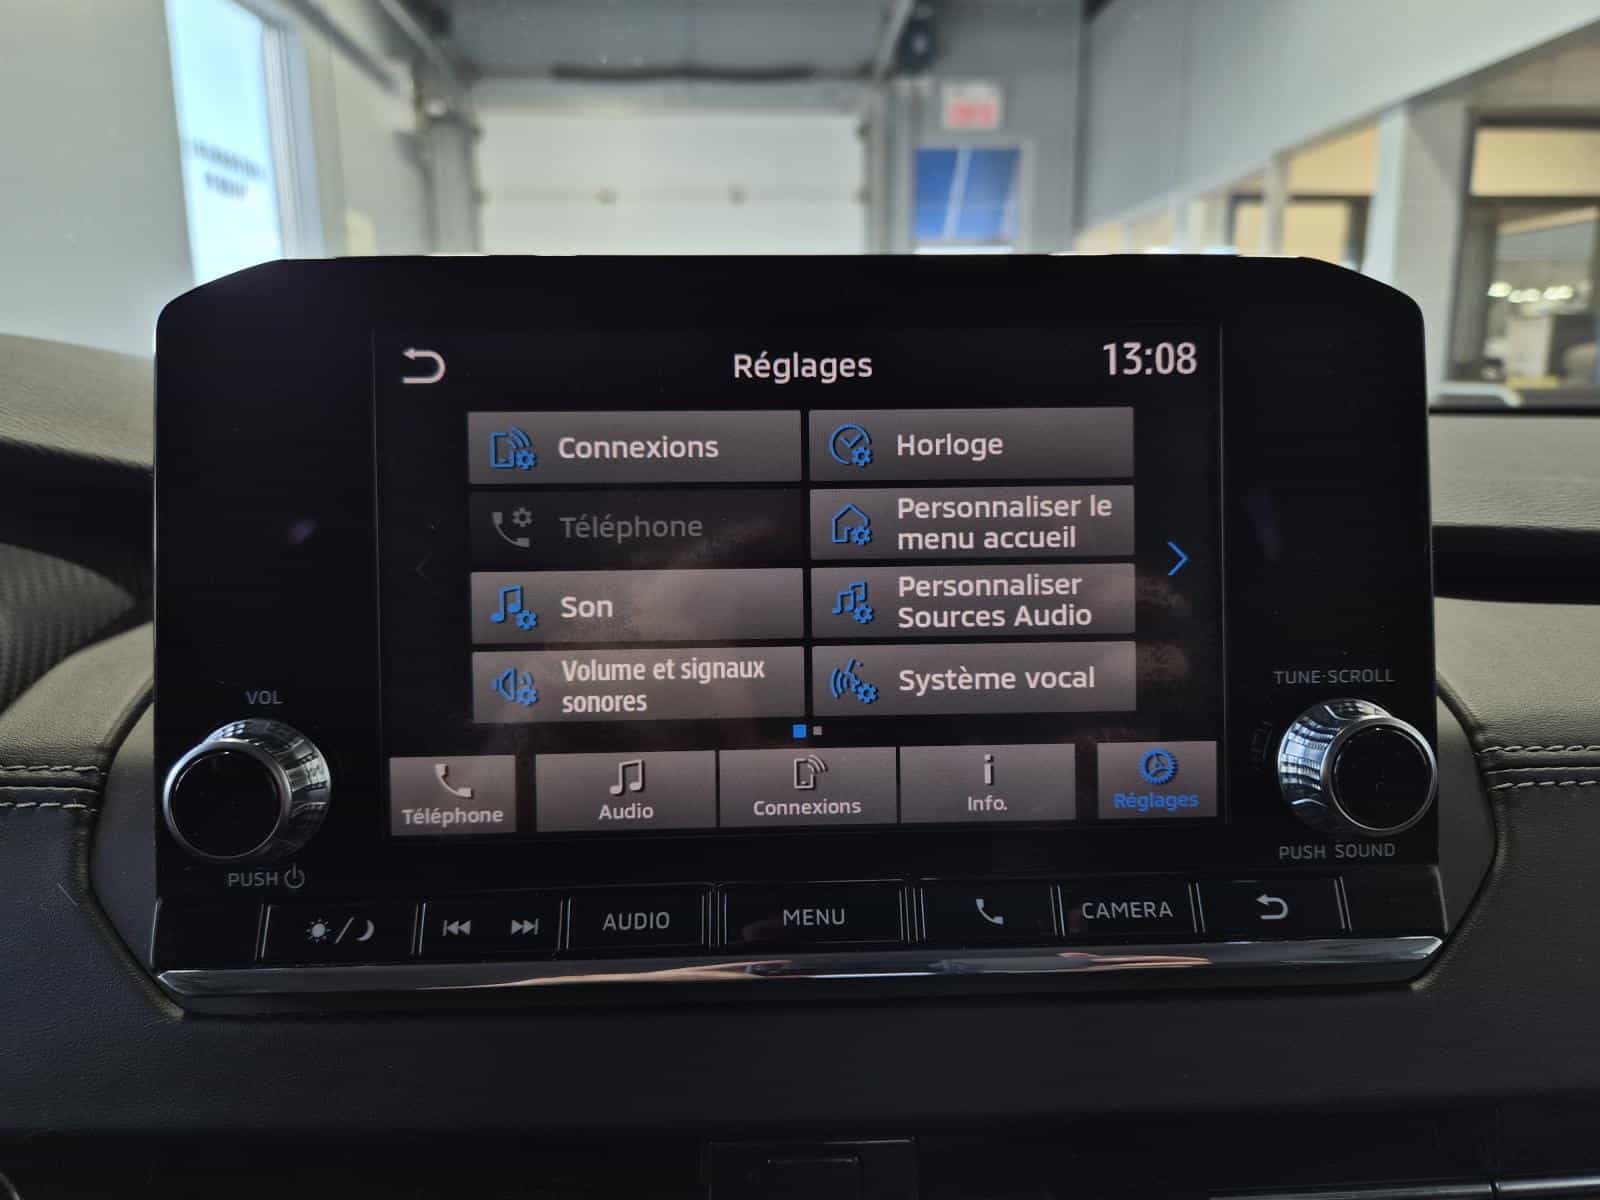 Réglages
13:08
Connexions
Horloge
Téléphone
Personnaliser le
menu accueil
Son
Personnaliser
Sources Audio
Volume et signaux
sonores
Système vocal
Téléphone
Audio
Connexions
Info.
Réglages
VOL
PUSH
TUNE·SCROLL
PUSH SOUND
AUDIO
MENU
CAMERA